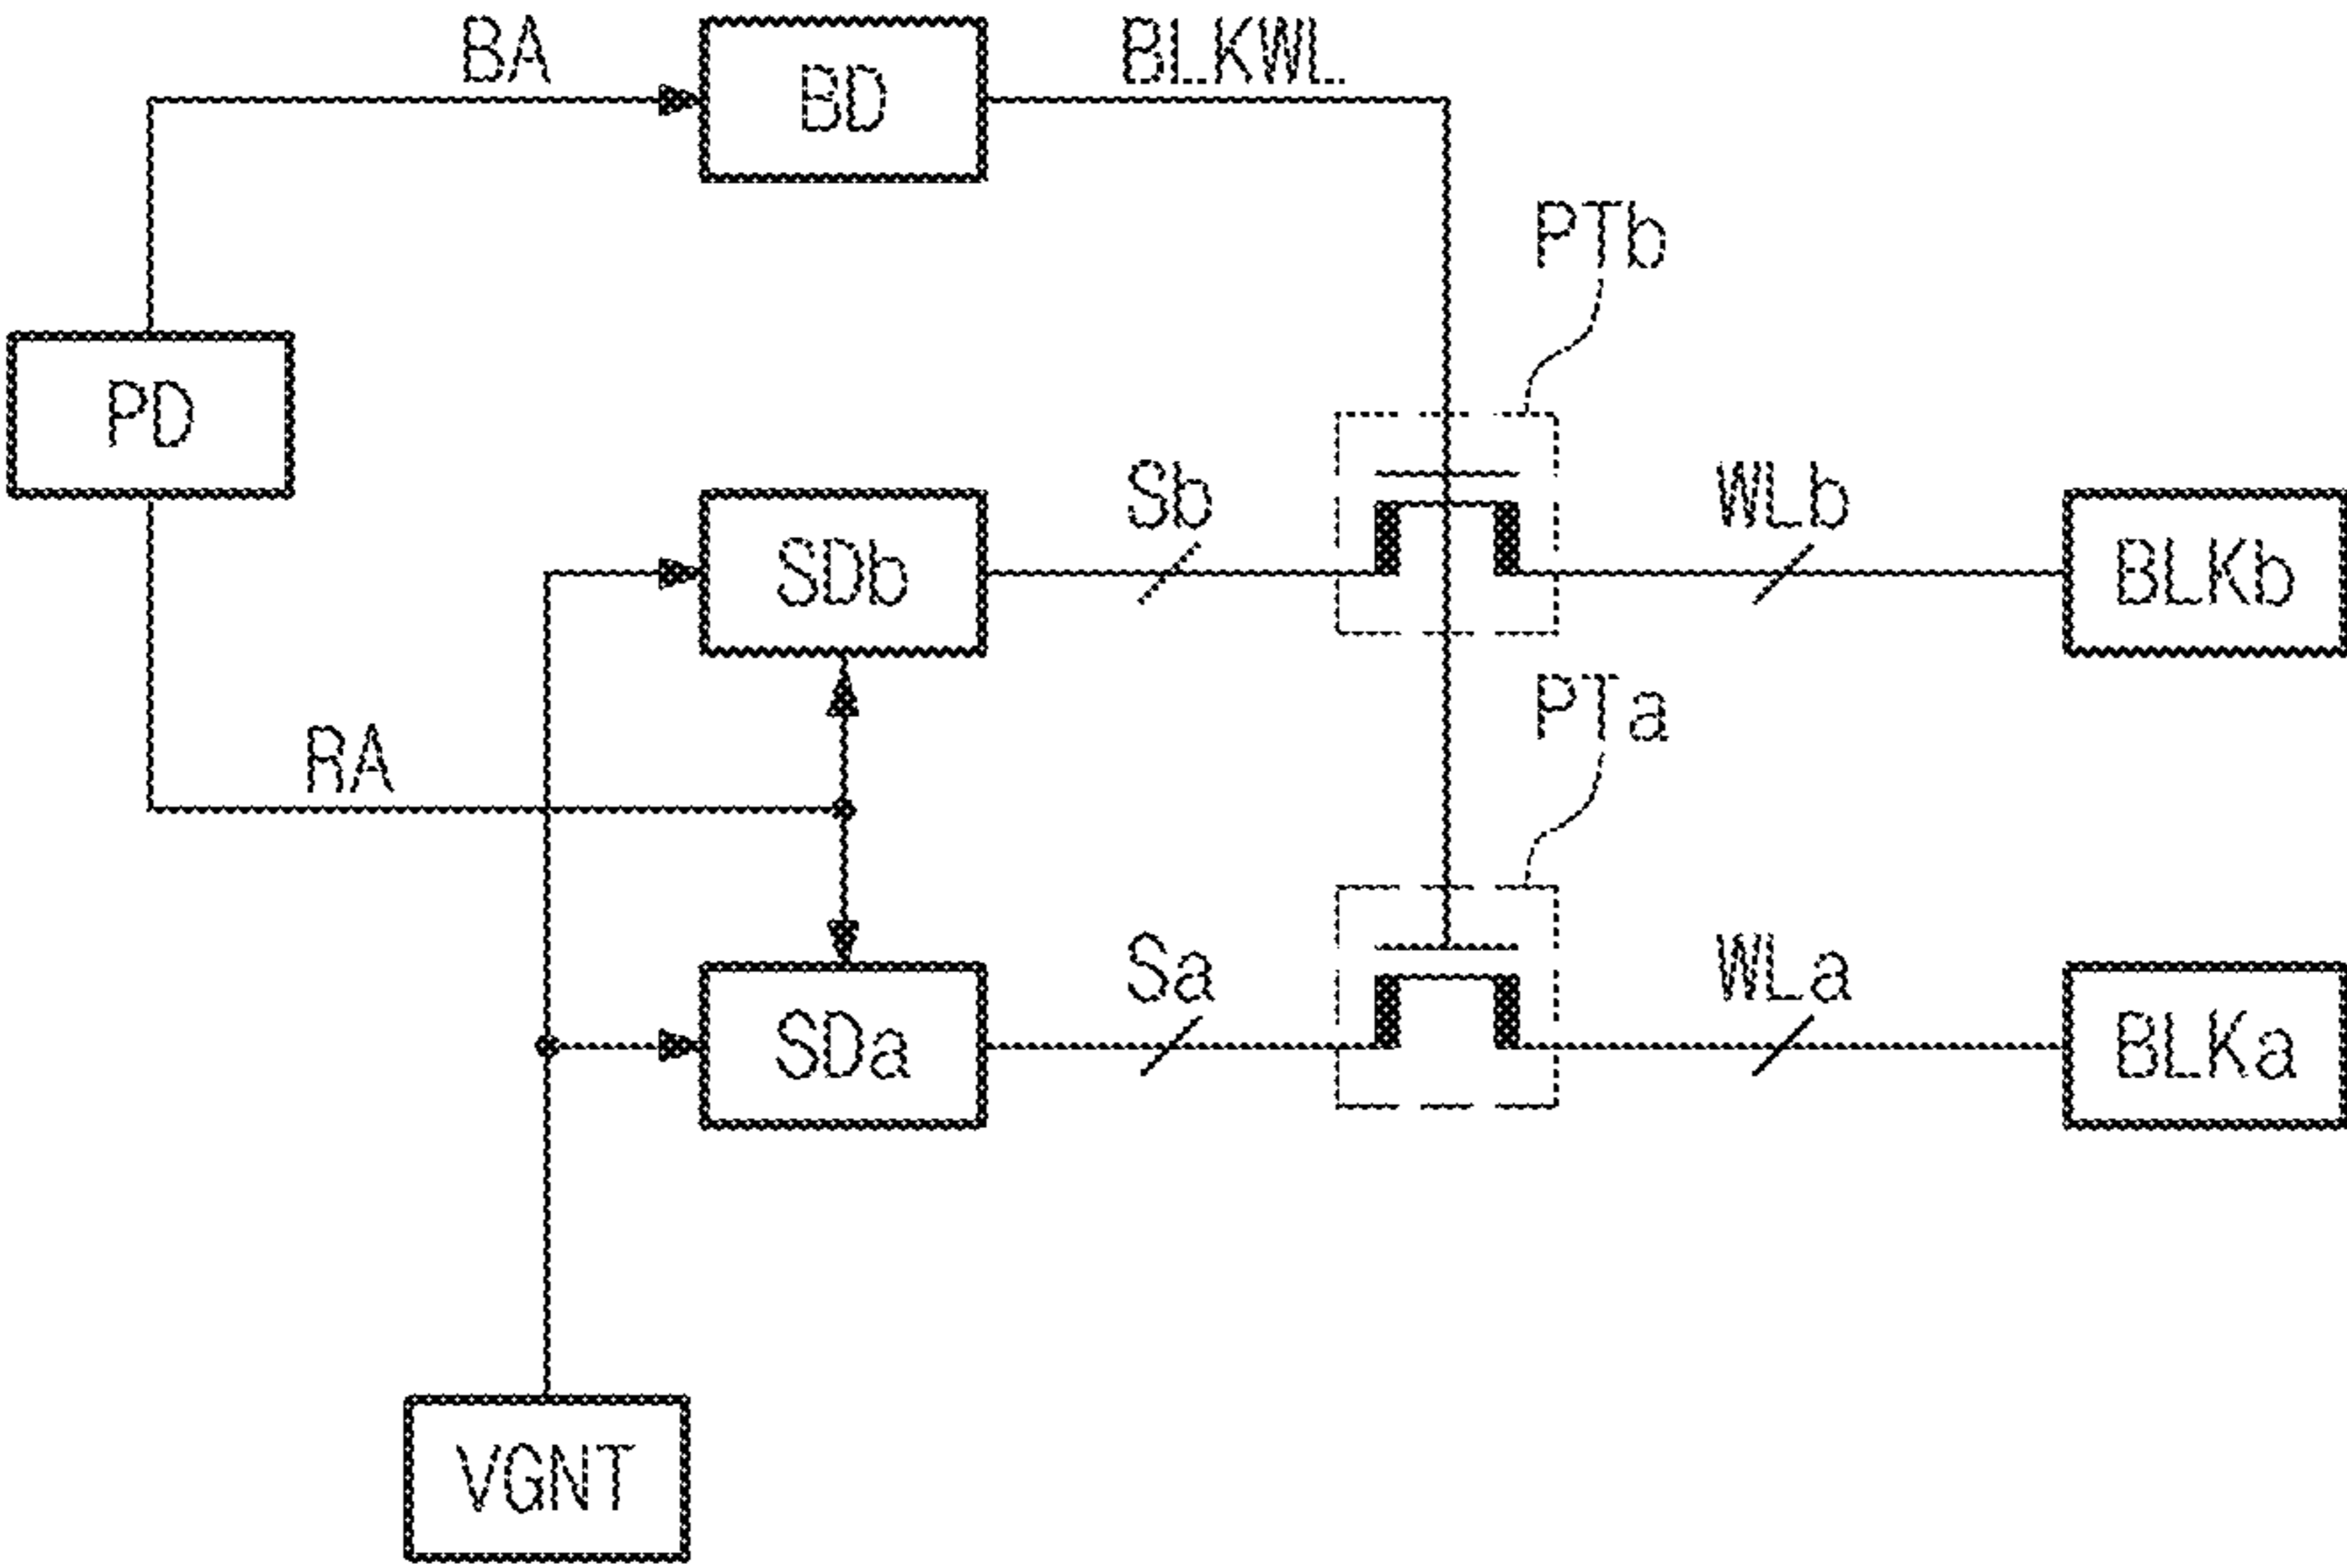 BA
BD
BLKWL
PTb
PD
Sb
WLb
SDb
BLKb
PTa
RA
Sa
WLa
SDa
BLKa
VGNT